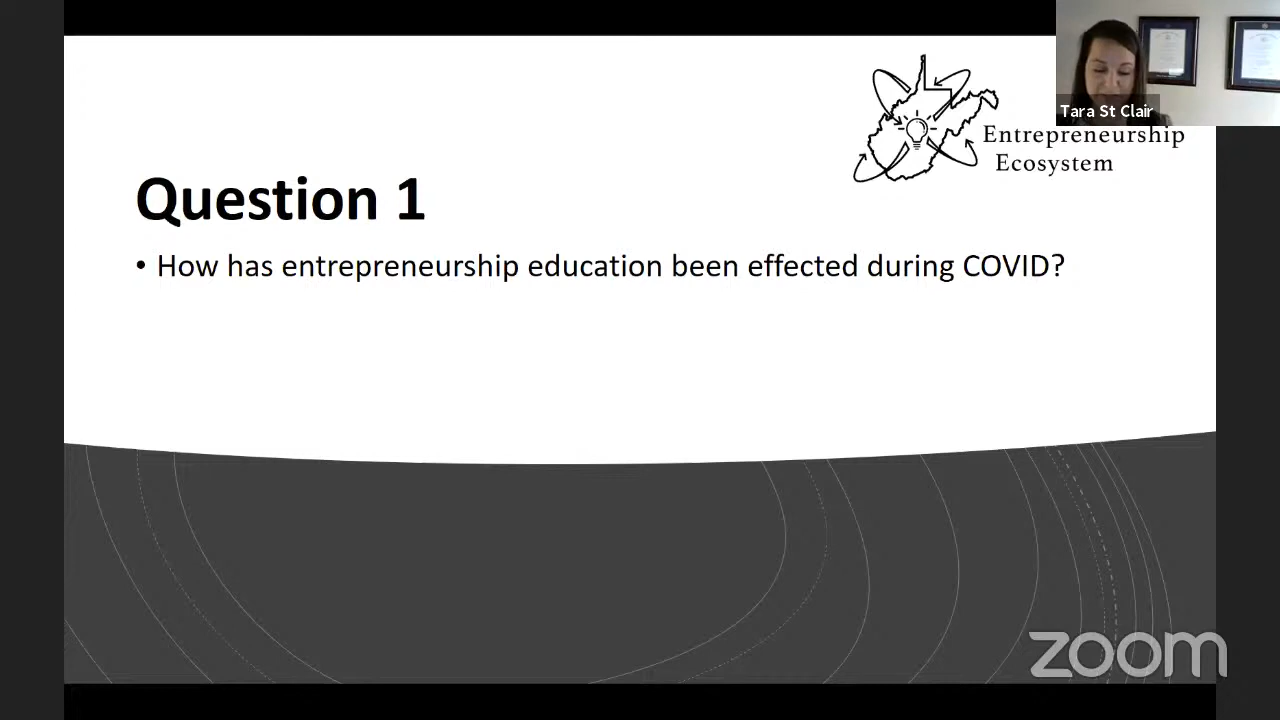 Tara St Clair
Entrepreneurship
Ecosystem
Question 1
• How has entrepreneurship education been effected during COVID?
zoom